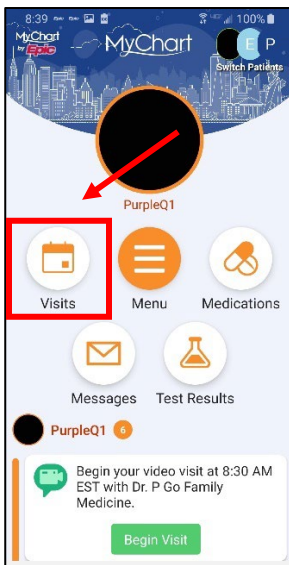 8:39 100%
MyChart
by Epic
MyChart
E P
Switch Patients
PurpleQ1
Visits Menu Medications
Messages Test Results
PurpleQ1 6
Begin your video visit at 8:30 AM
EST with Dr. P Go Family
Medicine.
Begin Visit